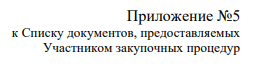 Приложение №5
к Списку документов, предоставляемых
Участником закупочных процедур